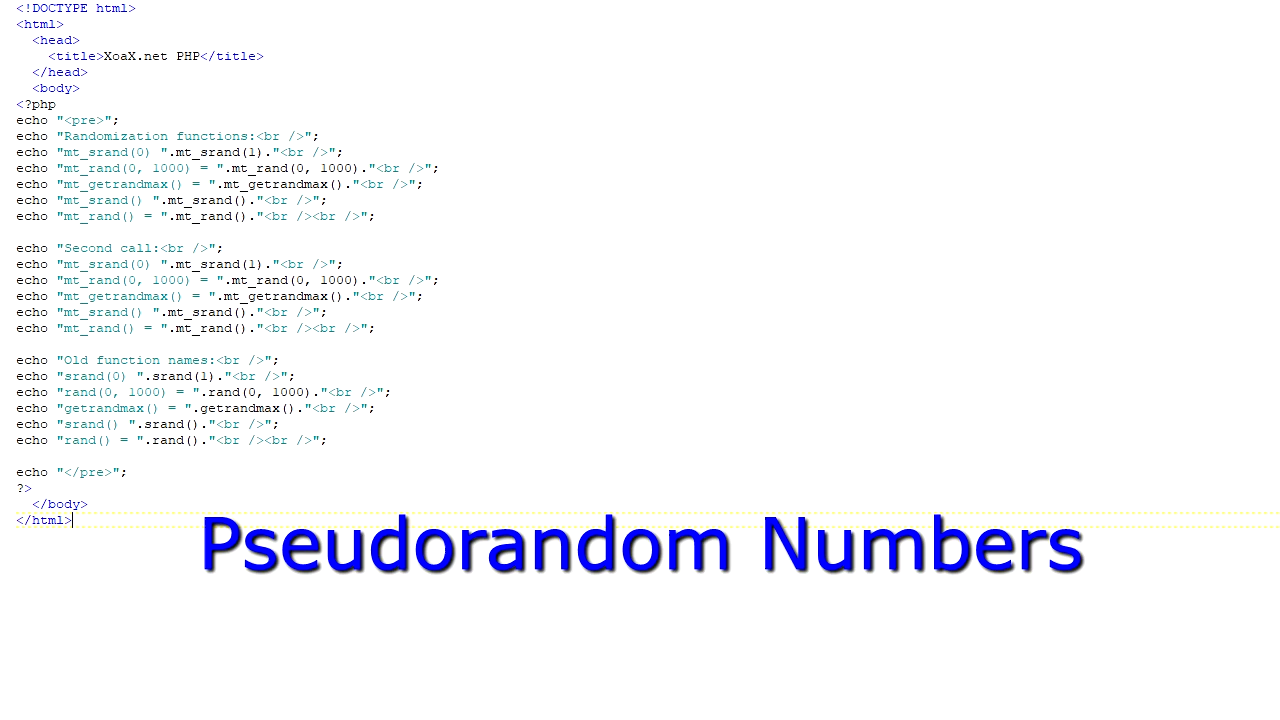 <!DOCTYPE html>
<html>
  <head>
    <title>XoaX.net PHP</title>
  </head>
  <body>
<?php
echo "<pre>";
echo "Randomization functions:<br />";
echo "mt_srand(0) ".mt_srand(1)."<br />";
echo "mt_rand(0, 1000) = ".mt_rand(0, 1000)."<br />";
echo "mt_getrandmax() = ".mt_getrandmax()."<br />";
echo "mt_srand() ".mt_srand()."<br />";
echo "mt_rand() = ".mt_rand()."<br /><br />";

echo "Second call:<br />";
echo "mt_srand(0) ".mt_srand(1)."<br />";
echo "mt_rand(0, 1000) = ".mt_rand(0, 1000)."<br />";
echo "mt_getrandmax() = ".mt_getrandmax()."<br />";
echo "mt_srand() ".mt_srand()."<br />";
echo "mt_rand() = ".mt_rand()."<br /><br />";

echo "Old function names:<br />";
echo "srand(0) ".srand(1)."<br />";
echo "rand(0, 1000) = ".rand(0, 1000)."<br />";
echo "getrandmax() = ".getrandmax()."<br />";
echo "srand() ".srand()."<br />";
echo "rand() = ".rand()."<br /><br />";

echo "</pre>";
?>
  </body>
</html>
Pseudorandom Numbers